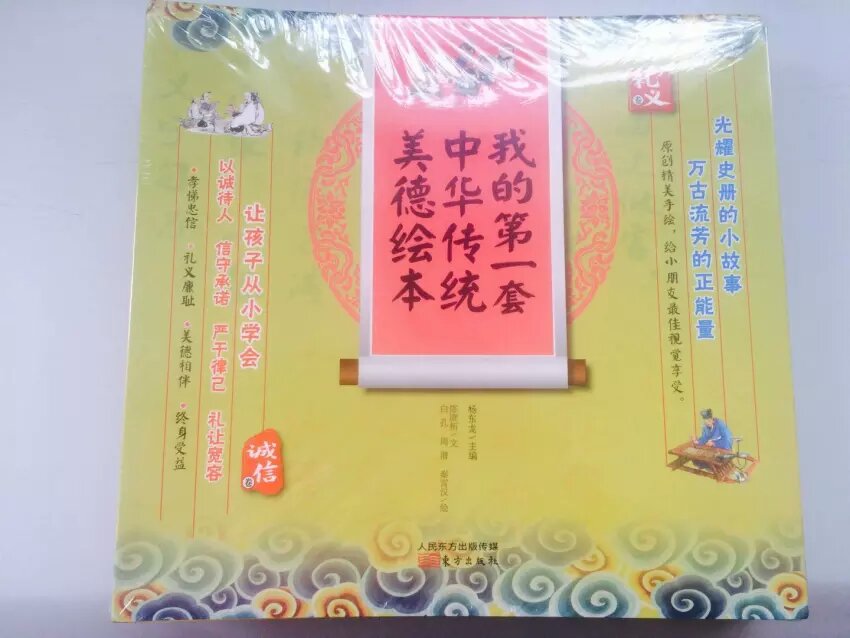 我的第一套
中华传统
美德绘本
礼义
卷
光耀史册的小故事
万古流芳的正能量
原创精美手绘，给小朋友最佳视觉享受。
让孩子从小学会
以诚待人 信守承诺 严于律己 礼让宽容
·孝悌忠信·礼义廉耻·美德相伴·终身受益
诚信
卷
杨东龙\主编
人民东方出版传媒
东方出版社